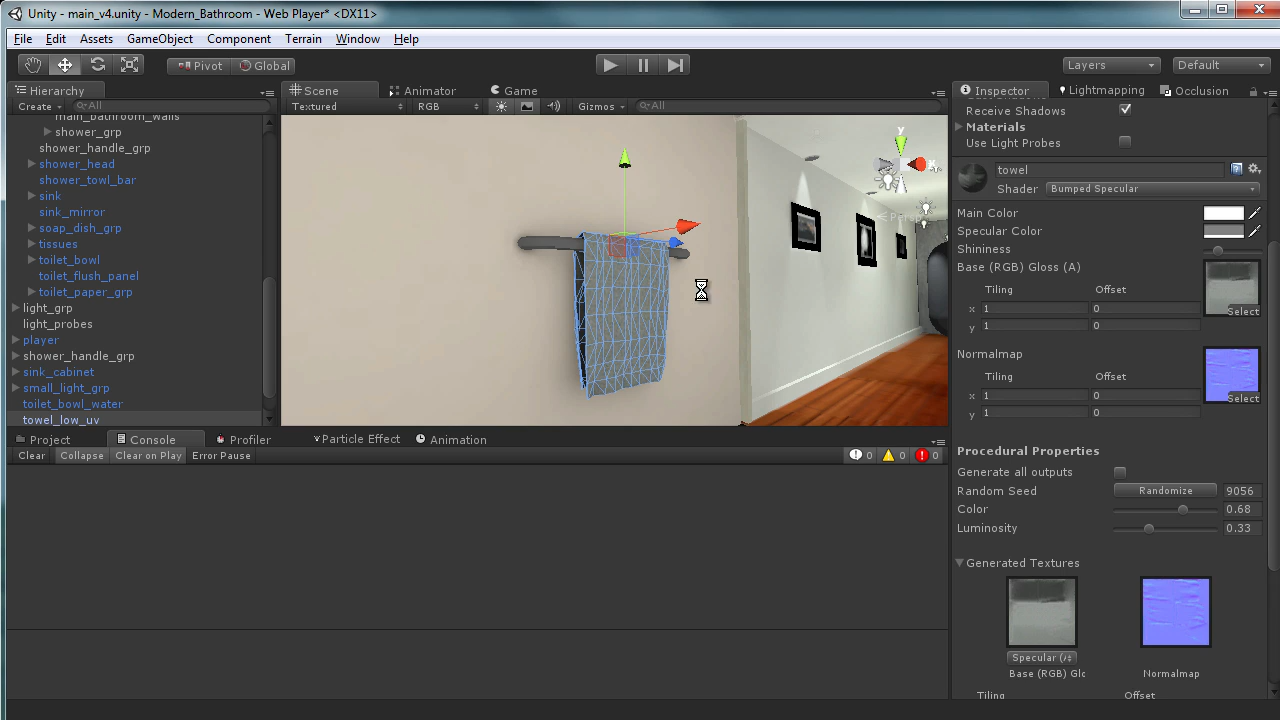 Unity - main_v4.unity - Modern_Bathroom - Web Player* <DX11>
File Edit Assets GameObject Component Terrain Window Help
Pivot Global Layers Default
Hierarchy
Create All
main_bathroom_walls
shower_grp
shower_handle_grp
shower_head
shower_towl_bar
sink
sink_mirror
soap_dish_grp
tissues
toilet_bowl
toilet_flush_panel
toilet_paper_grp
light_grp
light_probes
player
shower_handle_grp
sink_cabinet
small_light_grp
toilet_bowl_water
towel_low_uv
Scene Animator Game
Textured RGB Gizmos All
y
x
Persp
Project Console Profiler Particle Effect Animation
Clear Collapse Clear on Play Error Pause 0 0 0
Inspector Lightmapping Occlusion
Receive Shadows
Materials
Use Light Probes
towel
Shader Bumped Specular
Main Color
Specular Color
Shininess
Base (RGB) Gloss (A)
Tiling Offset
x 1 0
y 1 0
Select
Normalmap
Tiling Offset
x 1 0
y 1 0
Select
Procedural Properties
Generate all outputs
Random Seed Randomize 9056
Color 0.68
Luminosity 0.33
Generated Textures
Specular (A
Base (RGB) Glc Normalmap
Tiling Offset